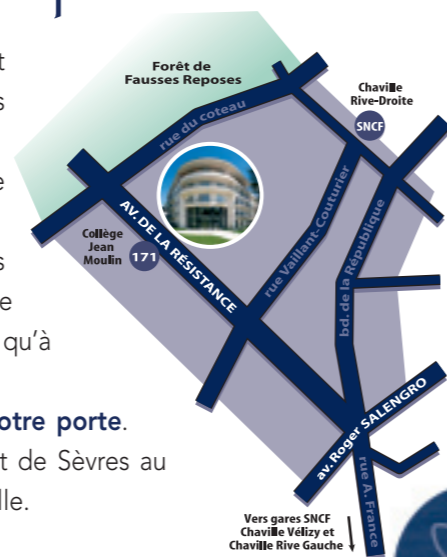 t
Forêt de
Fausses Reposes
s
Chaville
Rive-Droite
SNCF
rue du coteau
e
AV. DE LA RÉSISTANCE
Collège
Jean
Moulin
171
rue Vaillant-Couturier
bd. de la République
s
e
qu'à
otre porte.
av. Roger SALENGRO
t de Sèvres au
rue A. France
lle.
Vers gares SNCF
Chaville Vélizy et
Chaville Rive Gauche